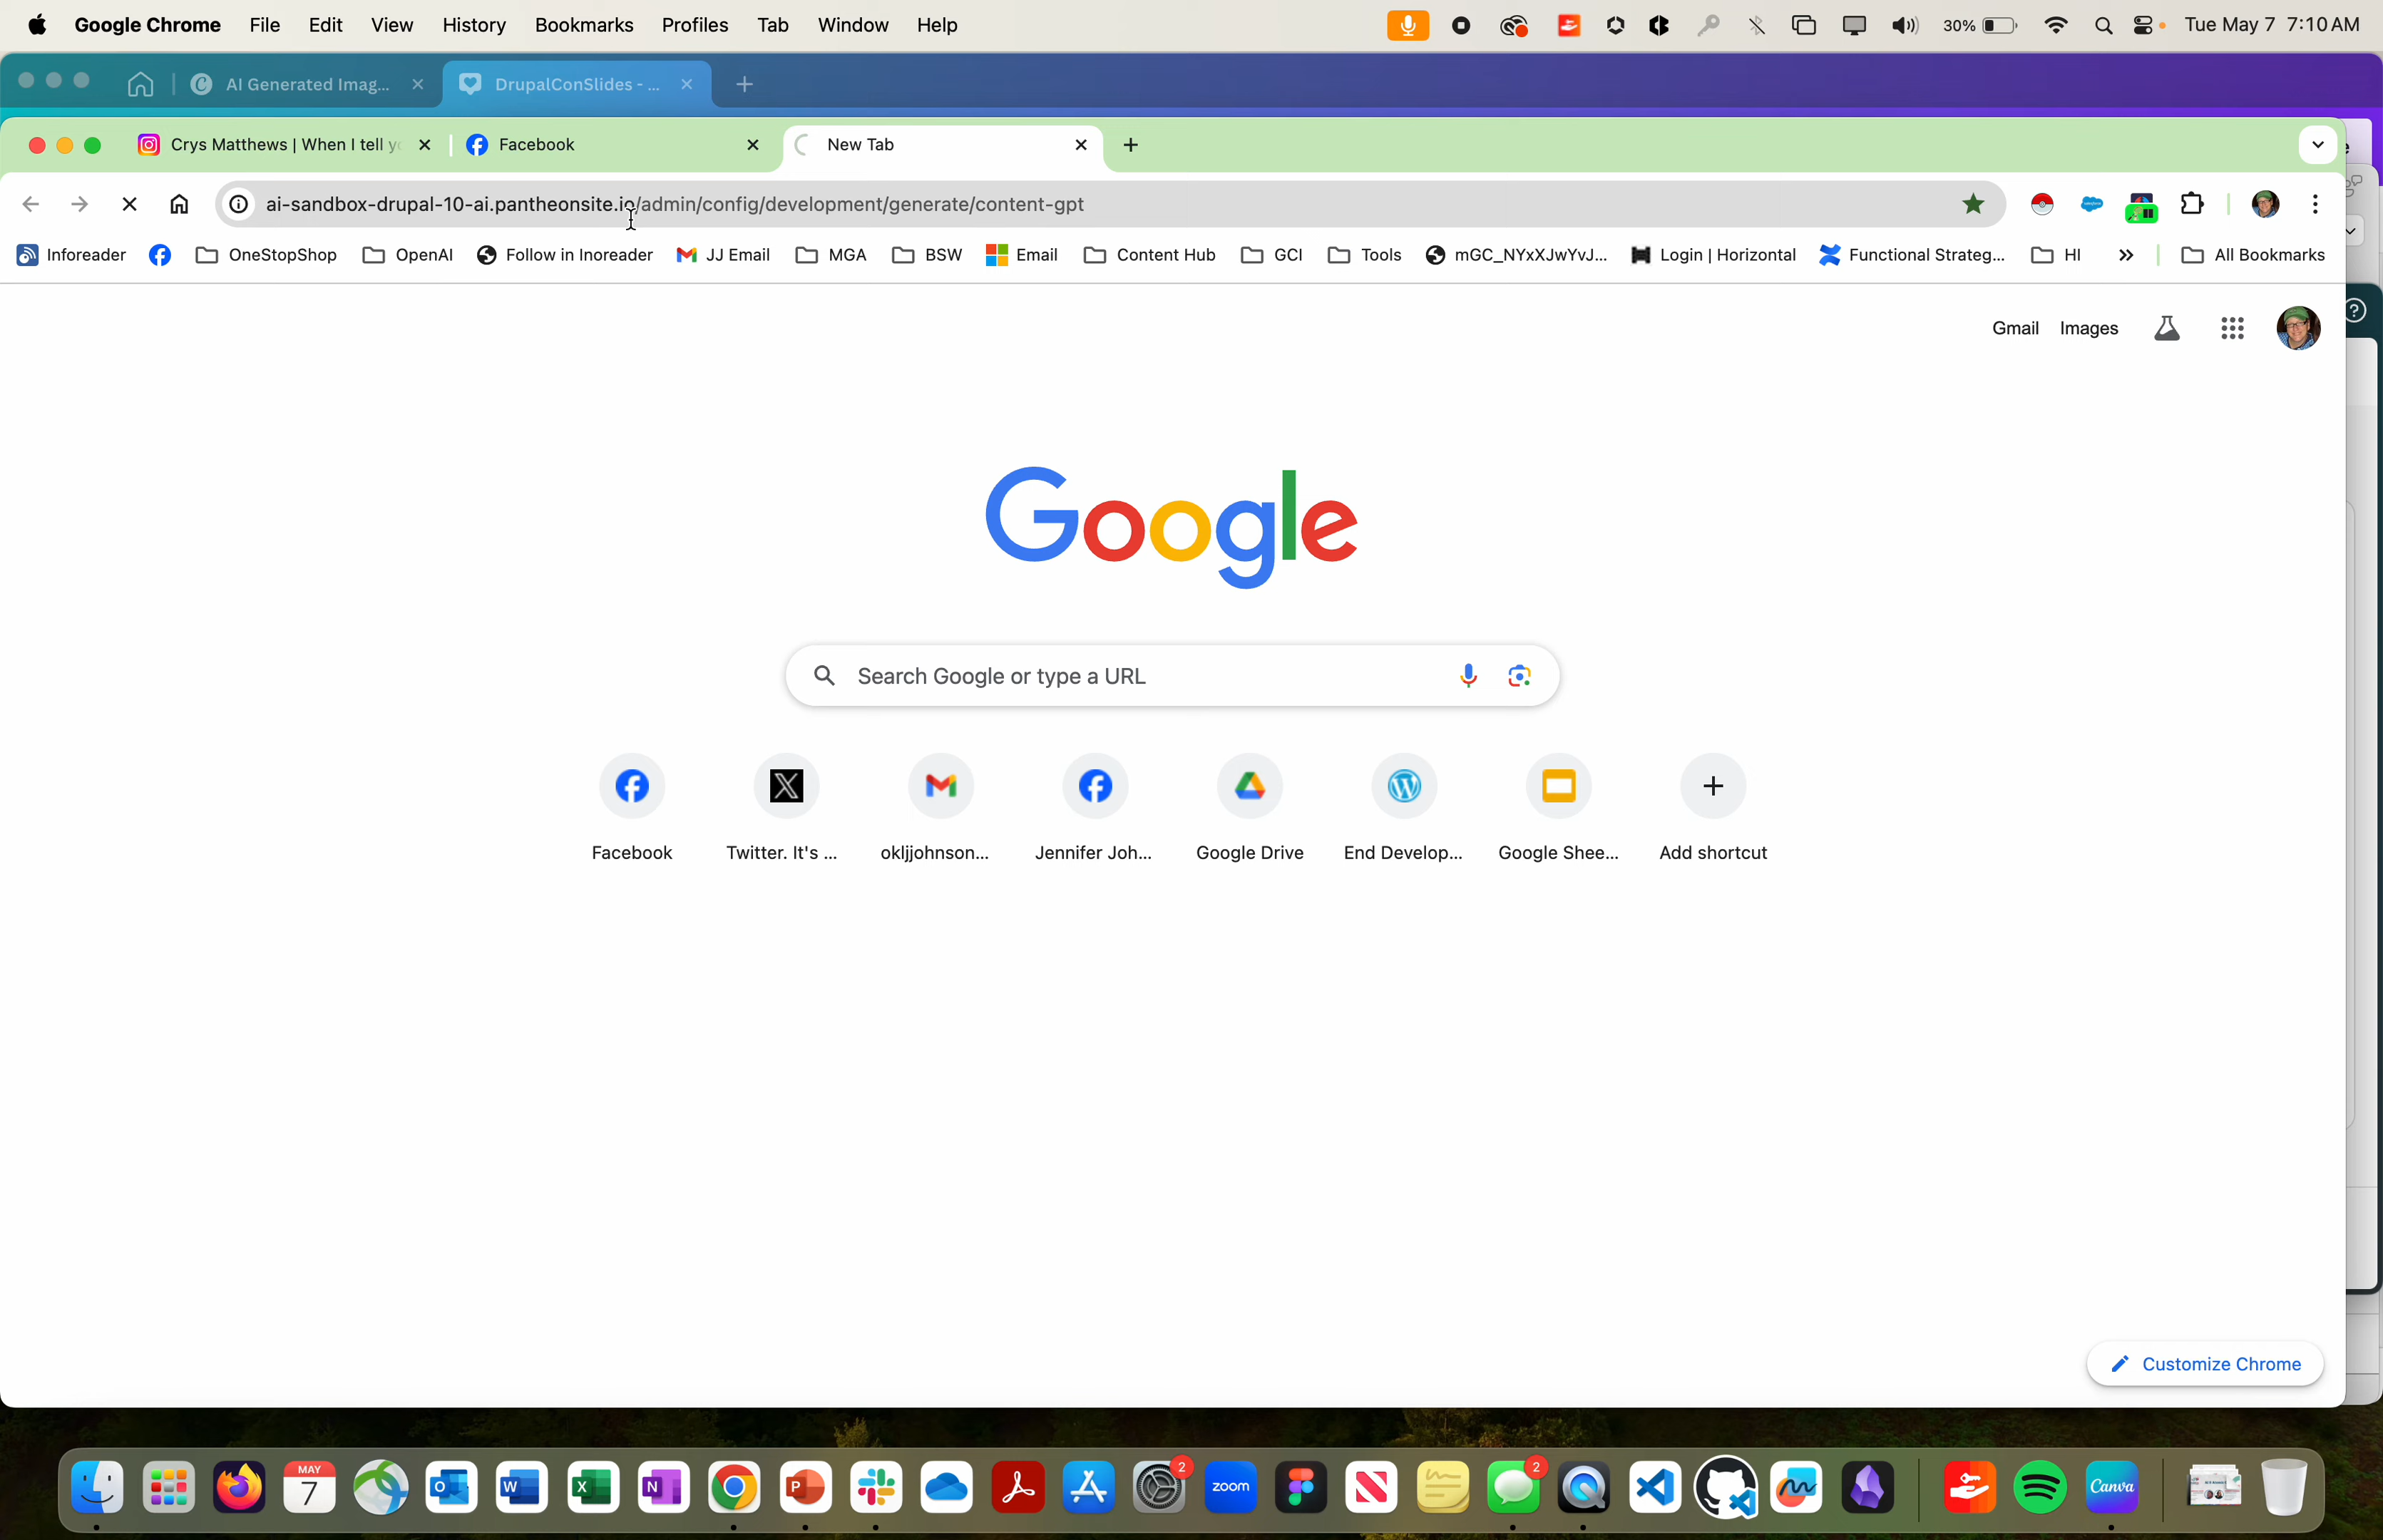 Google Chrome File Edit View History Bookmarks Profiles Tab Window Help 30% Tue May 7 7:10 AM
AI Generated Imag... DrupalConSlides - ...
Crys Matthews | When I tell Facebook New Tab
ai-sandbox-drupal-10-ai.pantheonsite.io/admin/config/development/generate/content-gpt
Inforeader OneStopShop OpenAI Follow in Inoreader JJ Email MGA BSW Email Content Hub GCI Tools mGC_NYxXJwYvJ... Login | Horizontal Functional Strateg... HI » All Bookmarks
Gmail Images
Google
Search Google or type a URL
Facebook Twitter. It's ... okljjohnson... Jennifer Joh... Google Drive End Develop... Google Shee... Add shortcut
Customize Chrome
MAY
7
2
zoom
2
Canva